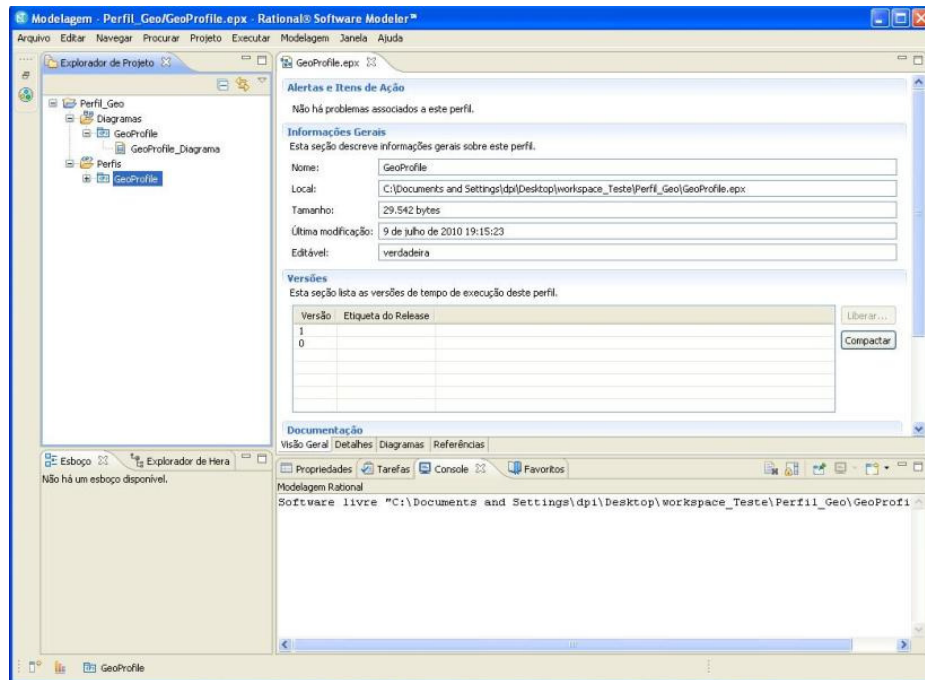 Modelagem - Perfil_Geo/GeoProfile.epx - Rational® Software Modeler™
Arquivo Editar Navegar Procurar Projeto Executar Modelagem Janela Ajuda
Explorador de Projeto
Perfil_Geo
Diagramas
GeoProfile
GeoProfile_Diagrama
Perfis
GeoProfile
GeoProfile.epx
Alertas e Itens de Ação
Não há problemas associados a este perfil.
Informações Gerais
Esta seção descreve informações gerais sobre este perfil.
Nome: GeoProfile
Local: C:\Documents and Settings\dpi\Desktop\workspace_Teste\Perfil_Geo\GeoProfile.epx
Tamanho: 29.542 bytes
Última modificação: 9 de julho de 2010 19:15:23
Editável: verdadeira
Versões
Esta seção lista as versões de tempo de execução deste perfil.
Versão Etiqueta do Release
1
0
Liberar...
Compactar
Documentação
Visão Geral Detalhes Diagramas Referências
Esboço Explorador de Hera
Não há um esboço disponível.
Propriedades Tarefas Console Favoritos
Modelagem Rational
Software livre "C:\Documents and Settings\dpi\Desktop\workspace_Teste\Perfil_Geo\GeoProfi
GeoProfile